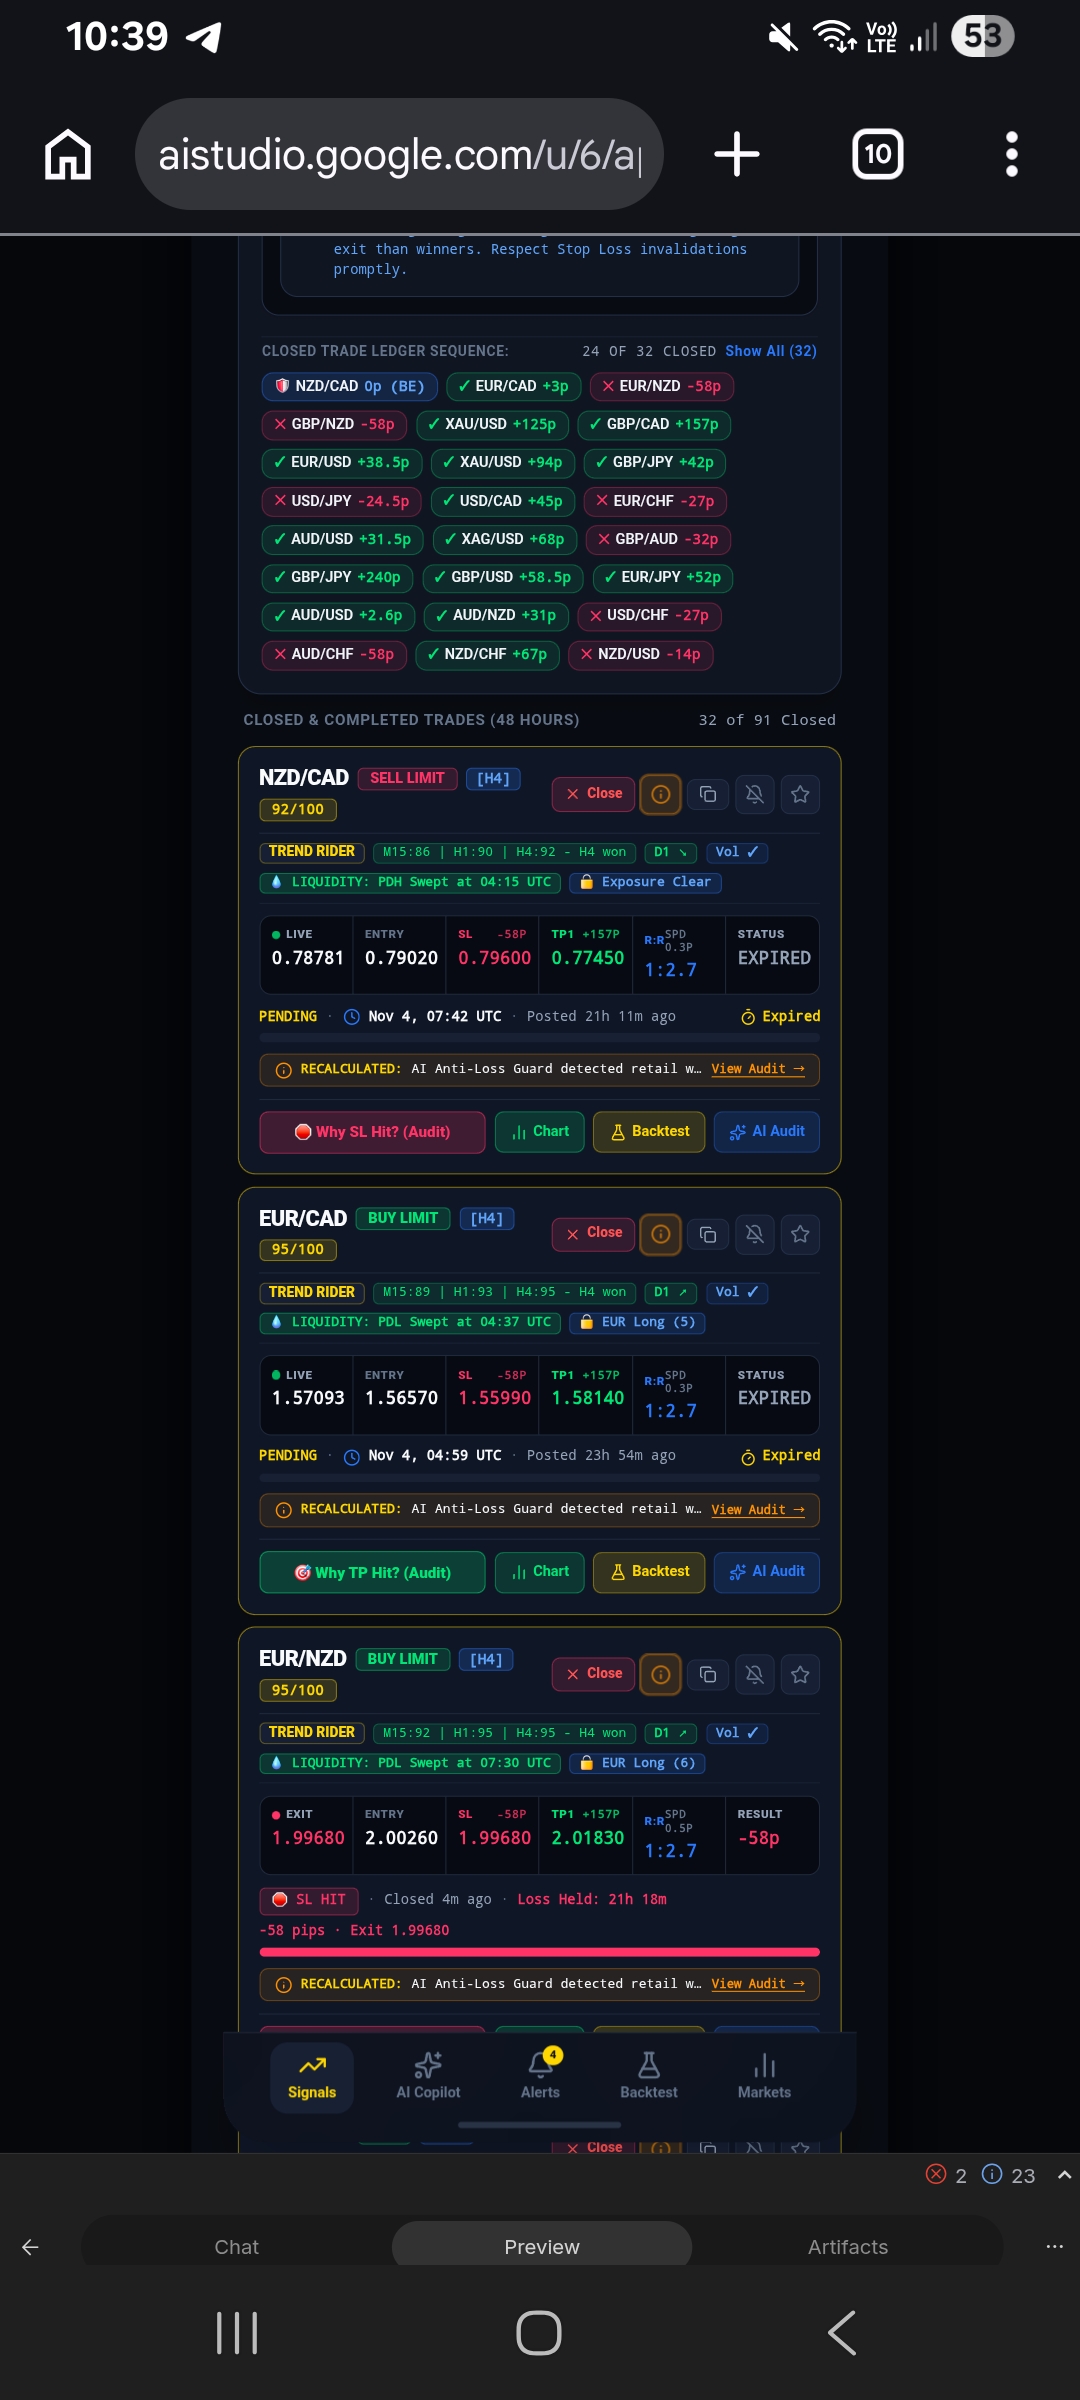 10:39
Vo)) LTE
53
aistudio.google.com/u/6/a
10
exit than winners. Respect Stop Loss invalidations
promptly.
CLOSED TRADE LEDGER SEQUENCE: 24 OF 32 CLOSED Show All (32)
NZD/CAD 0p (BE) ✓ EUR/CAD +3p ✕ EUR/NZD -58p
✕ GBP/NZD -58p ✓ XAU/USD +125p ✓ GBP/CAD +157p
✓ EUR/USD +38.5p ✓ XAU/USD +94p ✓ GBP/JPY +42p
✕ USD/JPY -24.5p ✓ USD/CAD +45p ✕ EUR/CHF -27p
✓ AUD/USD +31.5p ✓ XAG/USD +68p ✕ GBP/AUD -32p
✓ GBP/JPY +240p ✓ GBP/USD +58.5p ✓ EUR/JPY +52p
✓ AUD/USD +2.6p ✓ AUD/NZD +31p ✕ USD/CHF -27p
✕ AUD/CHF -58p ✓ NZD/CHF +67p ✕ NZD/USD -14p
CLOSED & COMPLETED TRADES (48 HOURS) 32 of 91 Closed
NZD/CAD SELL LIMIT [H4] ✕ Close
92/100
TREND RIDER M15:86 | H1:90 | H4:92 - H4 won D1 ↘ Vol ✓
LIQUIDITY: PDH Swept at 04:15 UTC Exposure Clear
LIVE ENTRY SL -58P TP1 +157P R:R SPD 0.3P STATUS
0.78781 0.79020 0.79600 0.77450 1:2.7 EXPIRED
PENDING · Nov 4, 07:42 UTC · Posted 21h 11m ago Expired
RECALCULATED: AI Anti-Loss Guard detected retail w… View Audit →
Why SL Hit? (Audit) Chart Backtest AI Audit
EUR/CAD BUY LIMIT [H4] ✕ Close
95/100
TREND RIDER M15:89 | H1:93 | H4:95 - H4 won D1 ↗ Vol ✓
LIQUIDITY: PDL Swept at 04:37 UTC EUR Long (5)
LIVE ENTRY SL -58P TP1 +157P R:R SPD 0.3P STATUS
1.57093 1.56570 1.55990 1.58140 1:2.7 EXPIRED
PENDING · Nov 4, 04:59 UTC · Posted 23h 54m ago Expired
RECALCULATED: AI Anti-Loss Guard detected retail w… View Audit →
Why TP Hit? (Audit) Chart Backtest AI Audit
EUR/NZD BUY LIMIT [H4] ✕ Close
95/100
TREND RIDER M15:92 | H1:95 | H4:95 - H4 won D1 ↗ Vol ✓
LIQUIDITY: PDL Swept at 07:30 UTC EUR Long (6)
EXIT ENTRY SL -58P TP1 +157P R:R SPD 0.5P RESULT
1.99680 2.00260 1.99680 2.01830 1:2.7 -58p
SL HIT · Closed 4m ago · Loss Held: 21h 18m
-58 pips · Exit 1.99680
RECALCULATED: AI Anti-Loss Guard detected retail w… View Audit →
4
Signals AI Copilot Alerts Backtest Markets
✕ Close
2 23
Chat Preview Artifacts